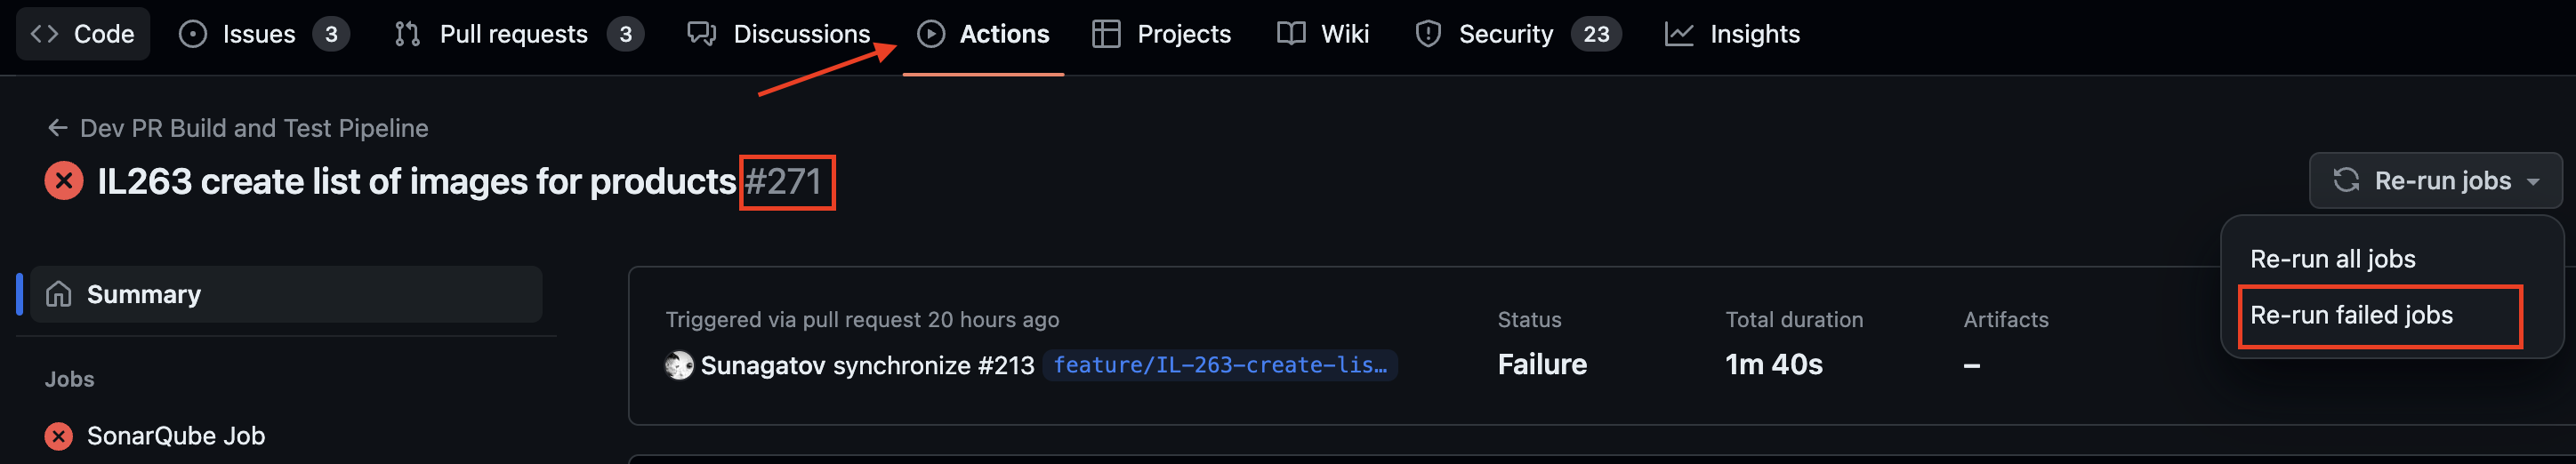 Code Issues 3 Pull requests 3 Discussions Actions Projects Wiki Security 23 Insights
← Dev PR Build and Test Pipeline
IL263 create list of images for products #271
Re-run jobs
Re-run all jobs
Re-run failed jobs
Summary
Jobs
SonarQube Job
Triggered via pull request 20 hours ago
Sunagatov synchronize #213 feature/IL-263-create-lis…
Status
Failure
Total duration
1m 40s
Artifacts
–